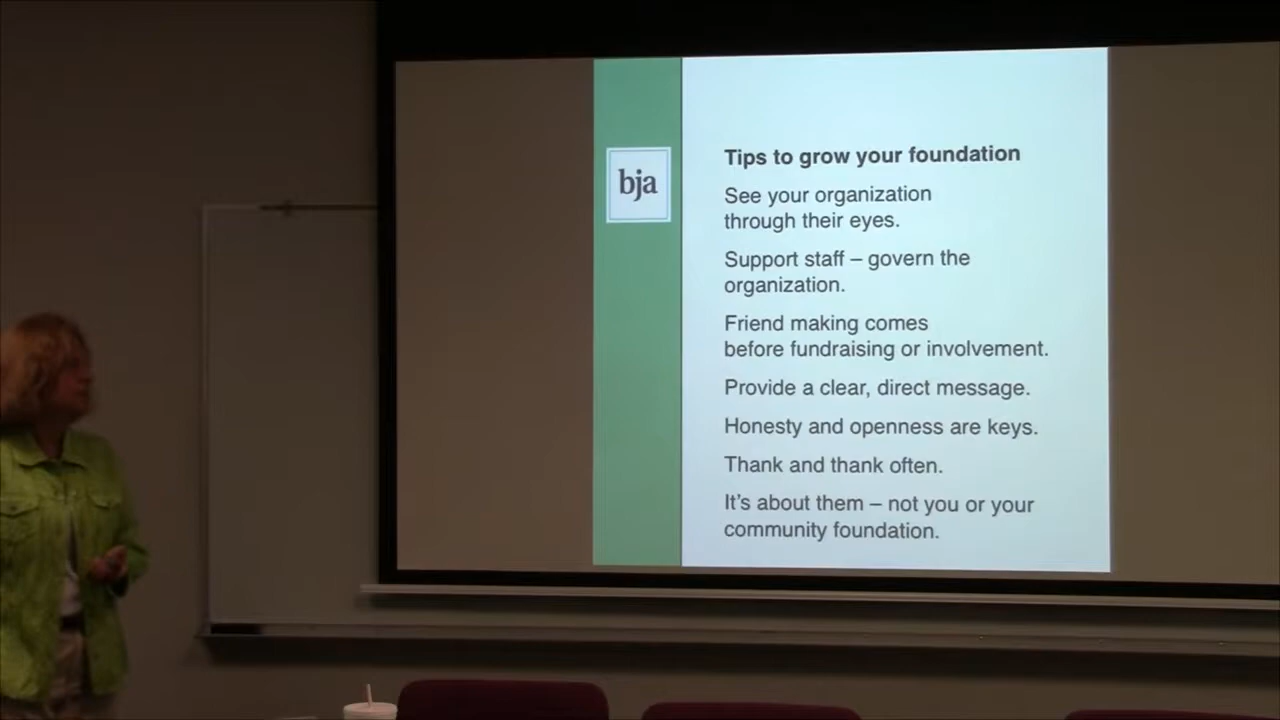 bja
Tips to grow your foundation
See your organization
through their eyes.
Support staff – govern the
organization.
Friend making comes
before fundraising or involvement.
Provide a clear, direct message.
Honesty and openness are keys.
Thank and thank often.
It's about them – not you or your
community foundation.